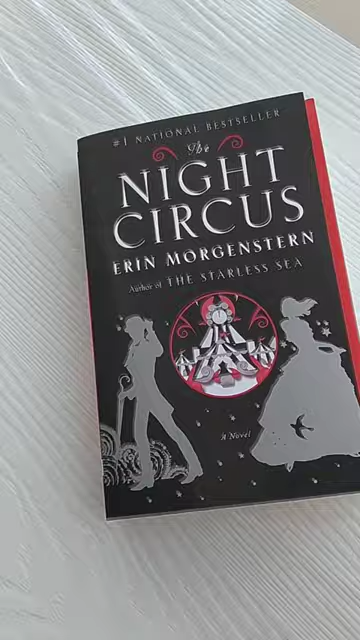 #1 NATIONAL BESTSELLER
The
NIGHT
CIRCUS
ERIN MORGENSTERN
Author of THE STARLESS SEA
A Novel